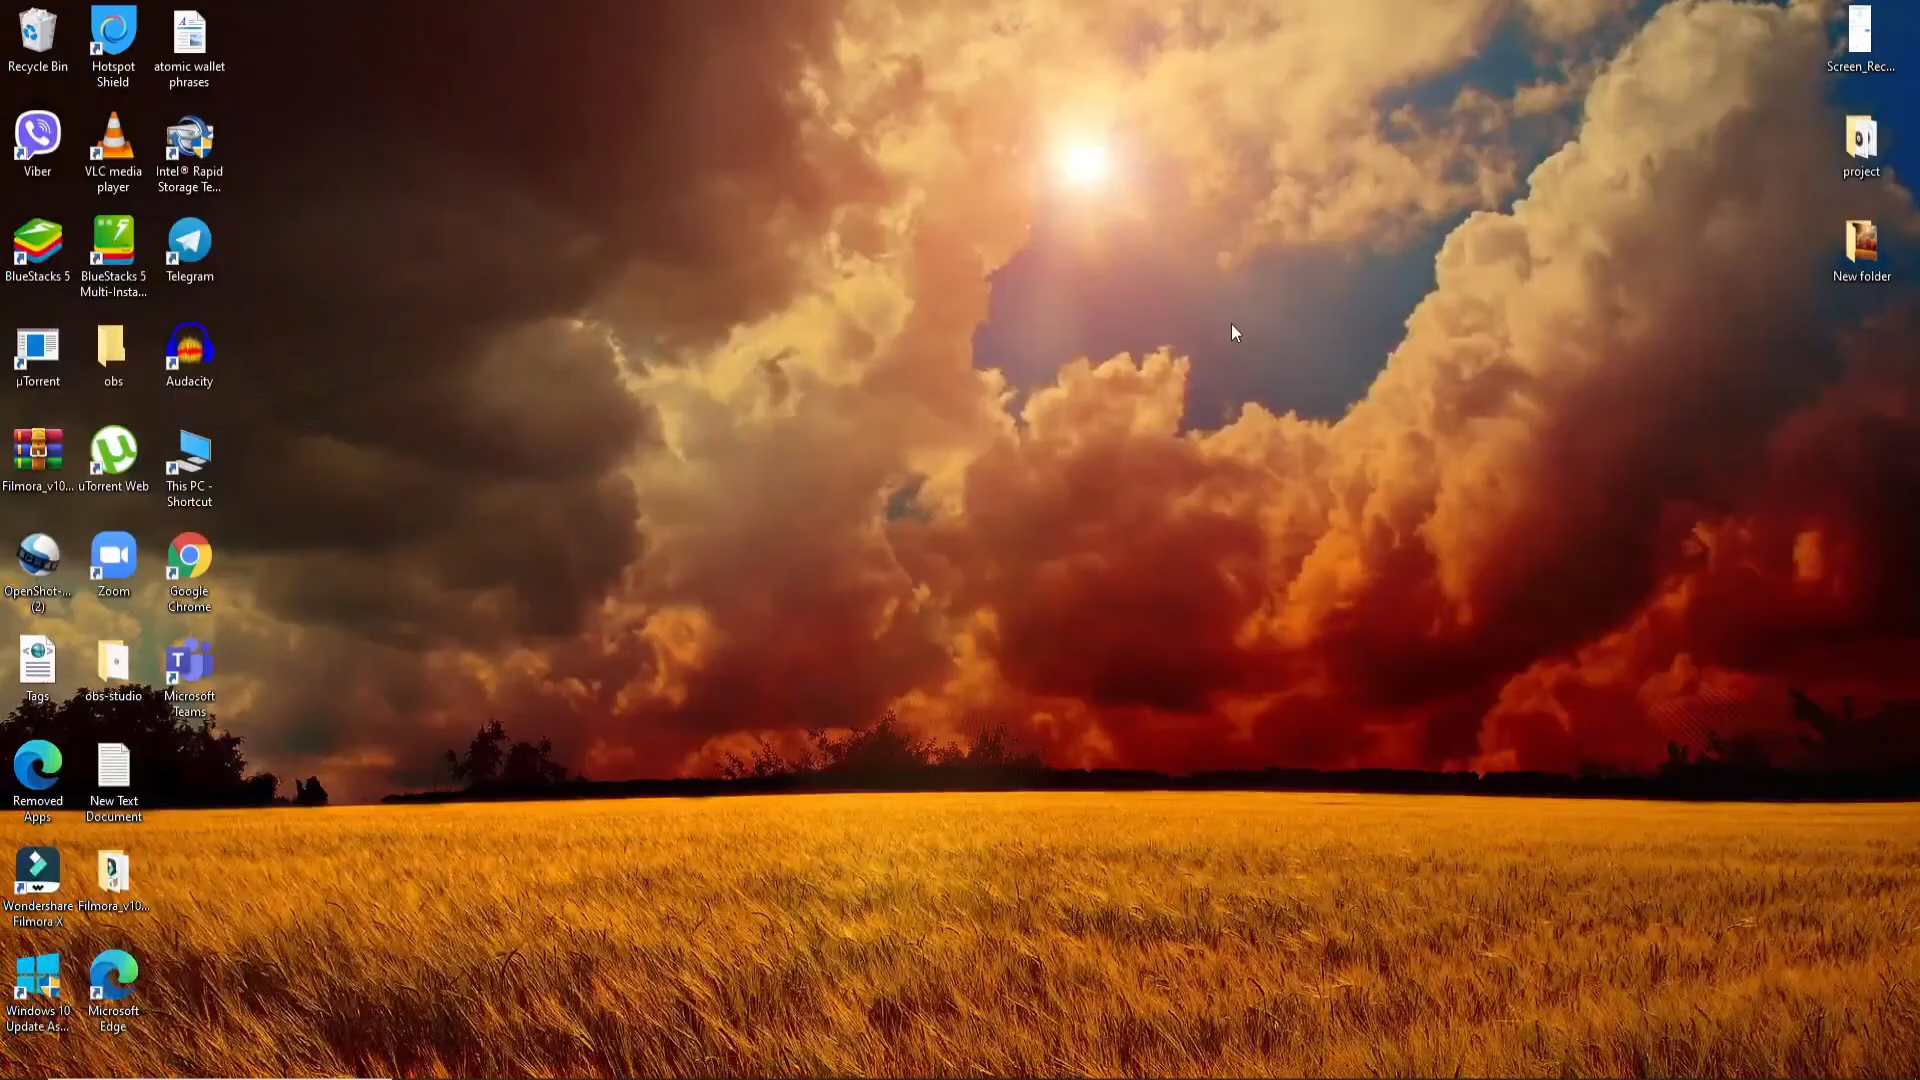 Recycle Bin
Hotspot
Shield
atomic wallet
phrases
Viber
VLC media
player
Intel® Rapid
Storage Te...
BlueStacks 5
BlueStacks 5
Multi-Insta...
Telegram
µTorrent
obs
Audacity
Filmora_v10...
uTorrent Web
This PC -
Shortcut
OpenShot-...
(2)
Zoom
Google
Chrome
Tags
obs-studio
Microsoft
Teams
Removed
Apps
New Text
Document
Wondershare
Filmora X
Filmora_v10...
Windows 10
Update As...
Microsoft
Edge
Screen_Rec...
project
New folder